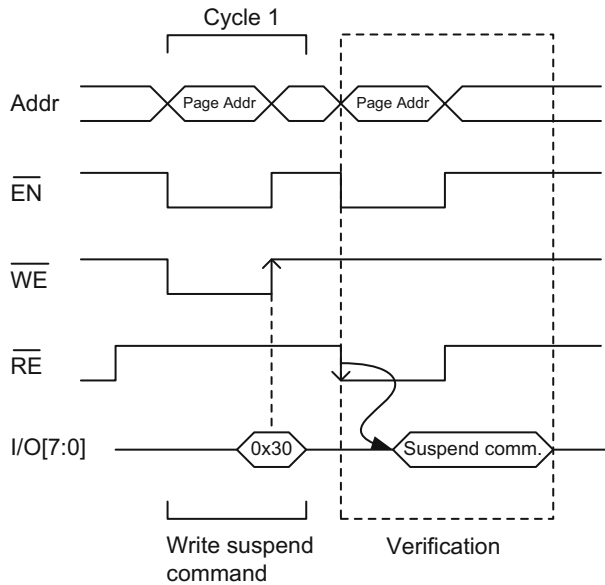 Cycle 1
Addr
Page Addr
Page Addr
EN
WE
RE
I/O[7:0]
0x30
Suspend comm.
Write suspend
command
Verification